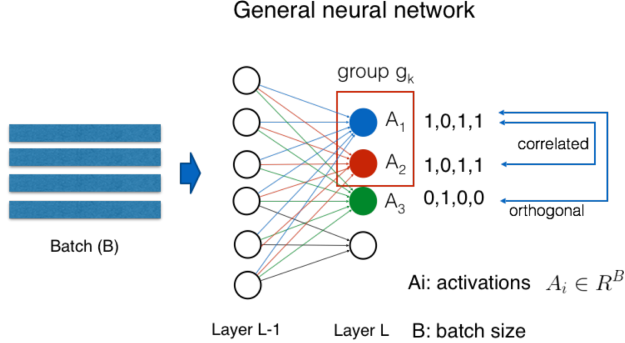 General neural network
group gk
A1 1,0,1,1
correlated
A2 1,0,1,1
A3 0,1,0,0
orthogonal
Batch (B)
Ai: activations A_i ∈ R^B
Layer L-1 Layer L B: batch size